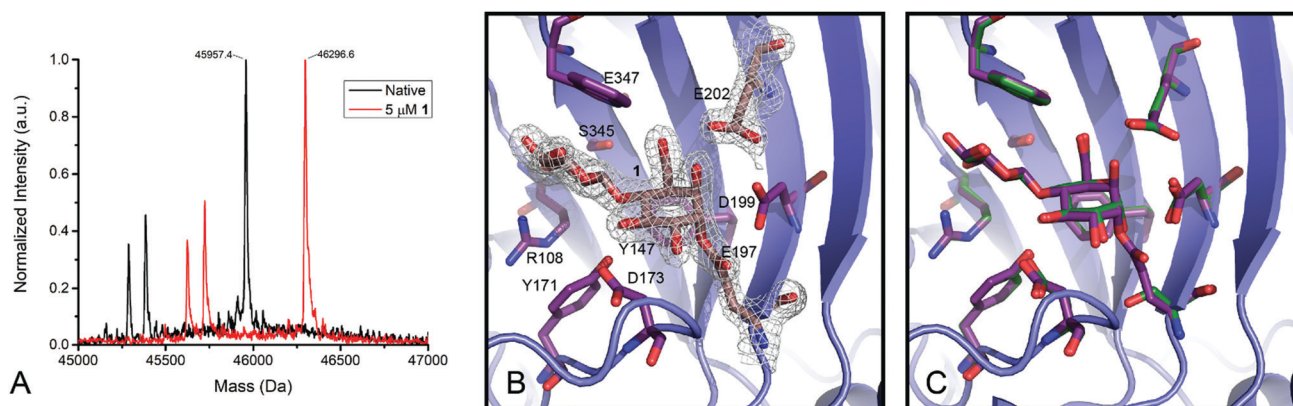 45957.4
46296.6
Native
5 μM 1
Normalized Intensity (a.u.)
1.0
0.8
0.6
0.4
0.2
0.0
45000
45500
46000
46500
47000
Mass (Da)
A
E347
E202
S345
1
D199
R108
Y147
E197
Y171
D173
B
C